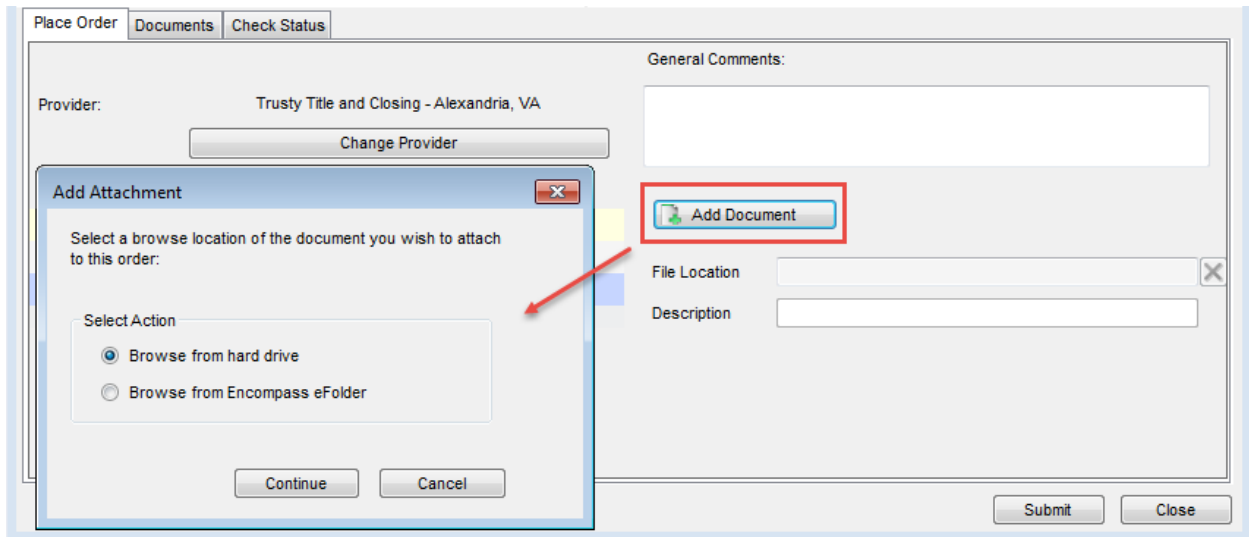 Place Order Documents Check Status
General Comments:
Provider: Trusty Title and Closing - Alexandria, VA
Change Provider
Add Attachment
Select a browse location of the document you wish to attach
to this order:
Select Action
Browse from hard drive
Browse from Encompass eFolder
Continue Cancel
Add Document
File Location
Description
Submit Close